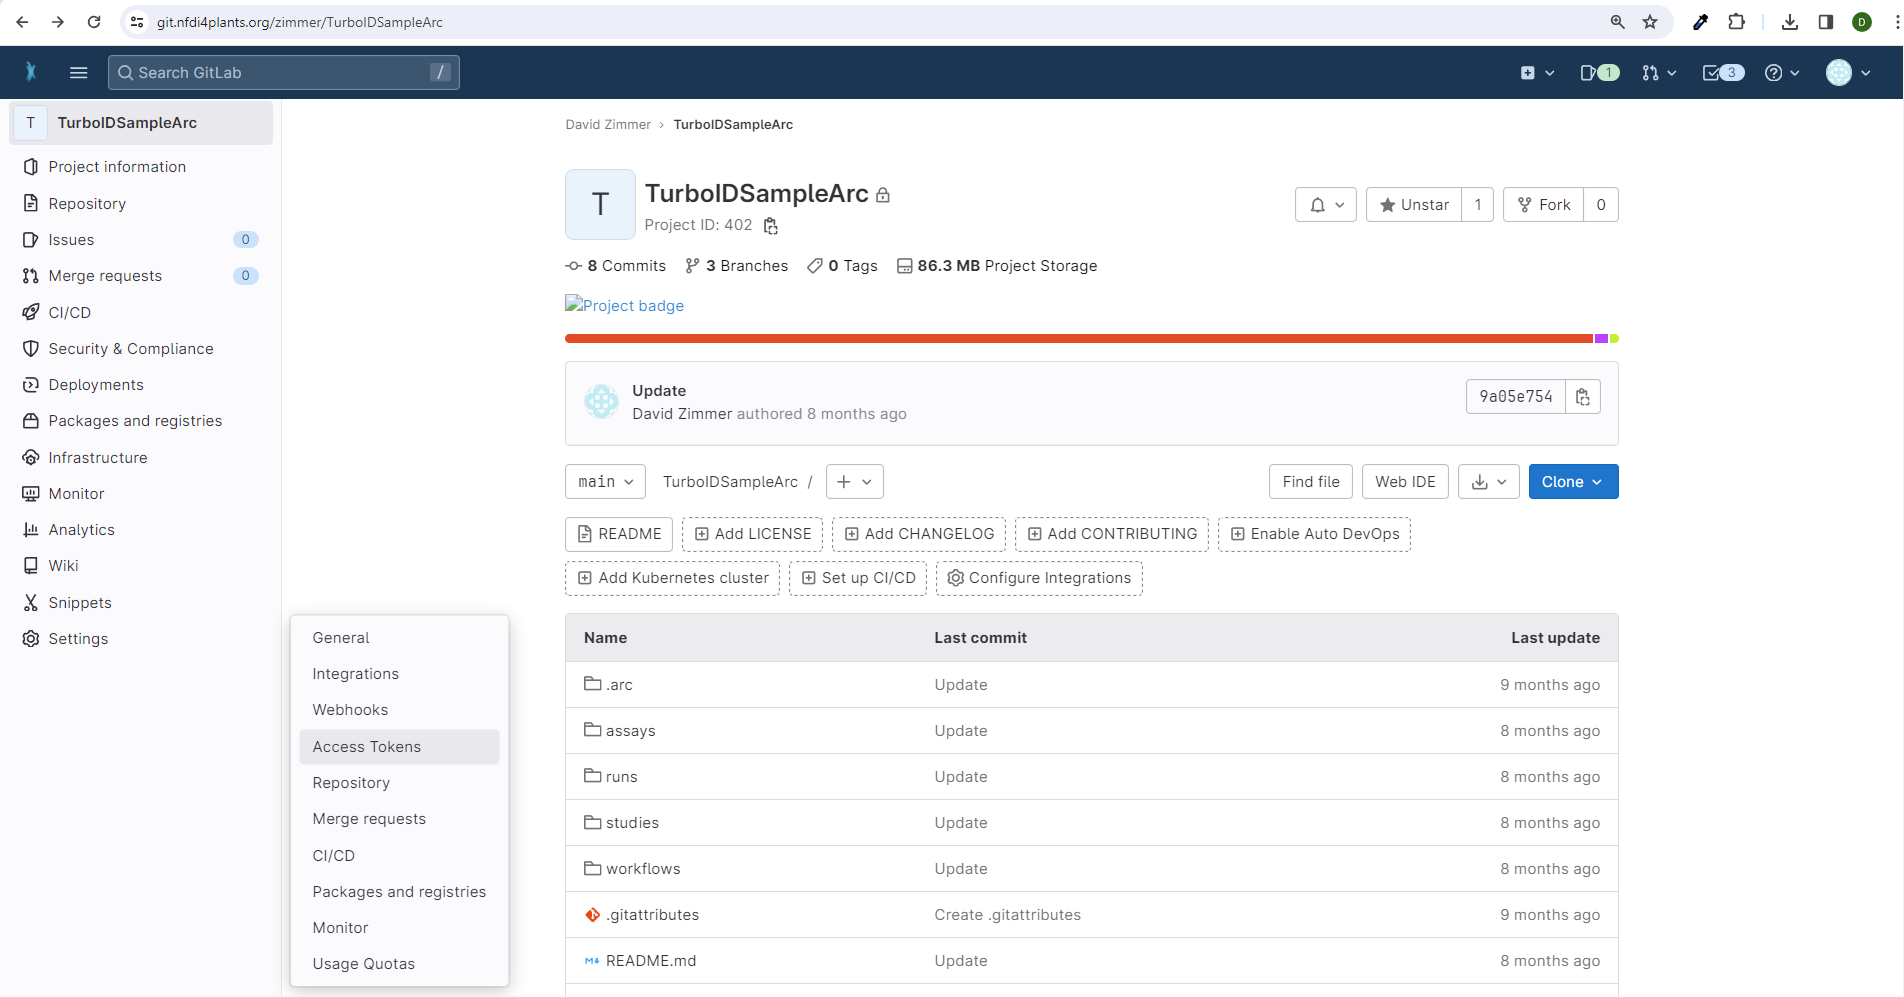 git.nfdi4plants.org/zimmer/TurboIDSampleArc
D
Search GitLab /
1
3
T TurboIDSampleArc
Project information
Repository
Issues 0
Merge requests 0
CI/CD
Security & Compliance
Deployments
Packages and registries
Infrastructure
Monitor
Analytics
Wiki
Snippets
Settings
General
Integrations
Webhooks
Access Tokens
Repository
Merge requests
CI/CD
Packages and registries
Monitor
Usage Quotas
David Zimmer › TurboIDSampleArc
T
TurboIDSampleArc
Project ID: 402
Unstar 1
Fork 0
8 Commits 3 Branches 0 Tags 86.3 MB Project Storage
Project badge
Update
David Zimmer authored 8 months ago
9a05e754
main TurboIDSampleArc / +
Find file Web IDE Clone
README Add LICENSE Add CHANGELOG Add CONTRIBUTING Enable Auto DevOps
Add Kubernetes cluster Set up CI/CD Configure Integrations
Name Last commit Last update
.arc Update 9 months ago
assays Update 8 months ago
runs Update 8 months ago
studies Update 8 months ago
workflows Update 8 months ago
.gitattributes Create .gitattributes 9 months ago
README.md Update 8 months ago